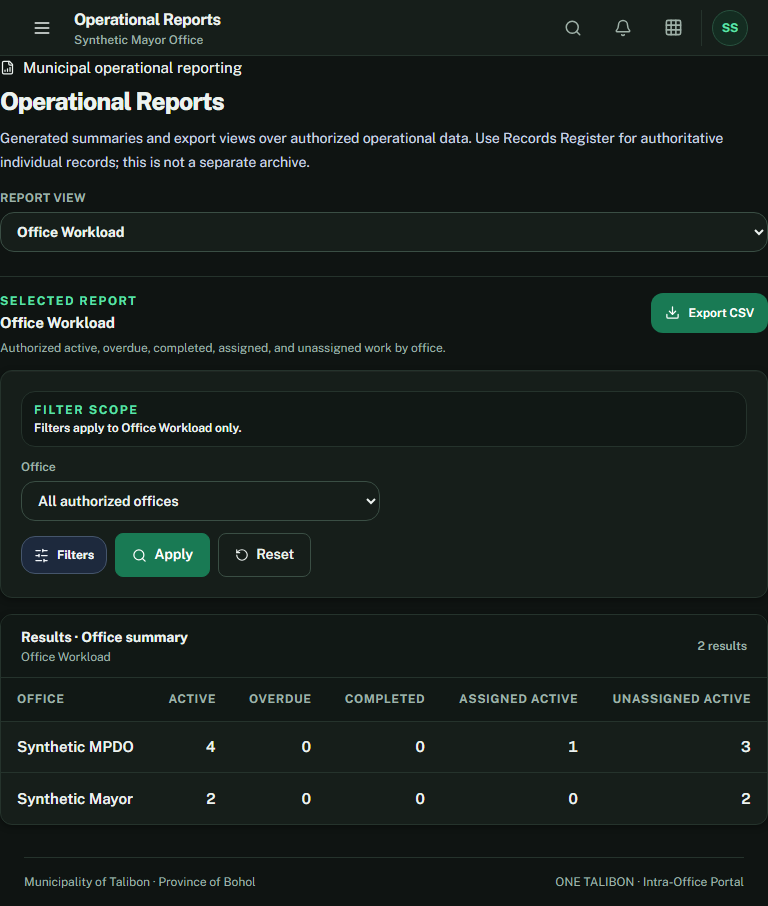 Operational Reports
Synthetic Mayor Office
SS
Municipal operational reporting
Operational Reports
Generated summaries and export views over authorized operational data. Use Records Register for authoritative
individual records; this is not a separate archive.
REPORT VIEW
Office Workload
SELECTED REPORT
Office Workload
Authorized active, overdue, completed, assigned, and unassigned work by office.
Export CSV
FILTER SCOPE
Filters apply to Office Workload only.
Office
All authorized offices
Filters Apply Reset
Results · Office summary
Office Workload
2 results
OFFICE ACTIVE OVERDUE COMPLETED ASSIGNED ACTIVE UNASSIGNED ACTIVE
Synthetic MPDO 4 0 0 1 3
Synthetic Mayor 2 0 0 0 2
Municipality of Talibon · Province of Bohol ONE TALIBON · Intra-Office Portal